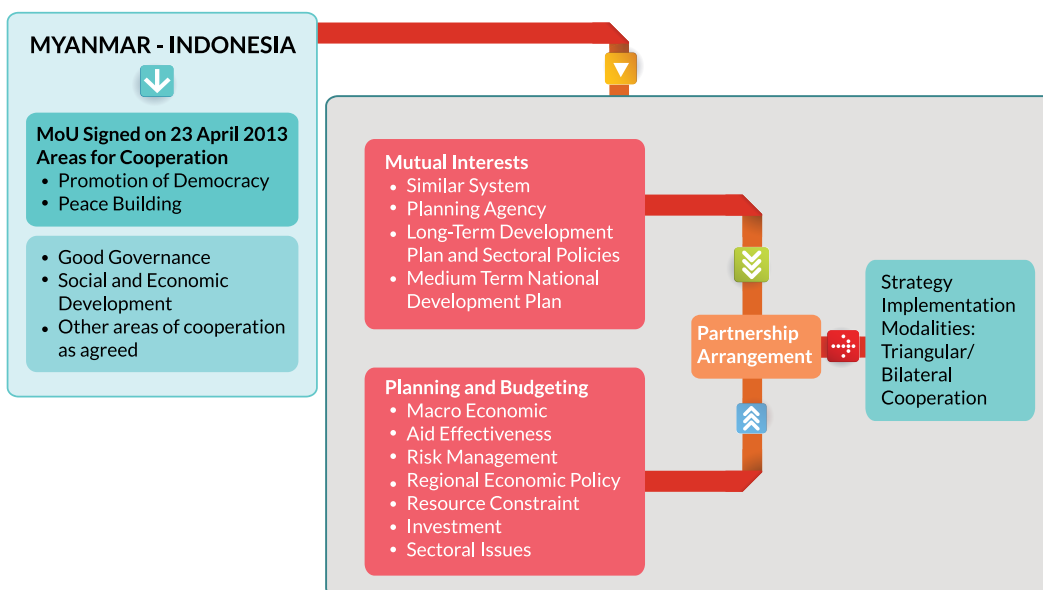 MYANMAR - INDONESIA
MoU Signed on 23 April 2013
Areas for Cooperation
• Promotion of Democracy
• Peace Building
• Good Governance
• Social and Economic
Development
• Other areas of cooperation
as agreed
Mutual Interests
• Similar System
• Planning Agency
• Long-Term Development
Plan and Sectoral Policies
• Medium Term National
Development Plan
Planning and Budgeting
• Macro Economic
• Aid Effectiveness
• Risk Management
• Regional Economic Policy
• Resource Constraint
• Investment
• Sectoral Issues
Partnership
Arrangement
Strategy
Implementation
Modalities:
Triangular/
Bilateral
Cooperation